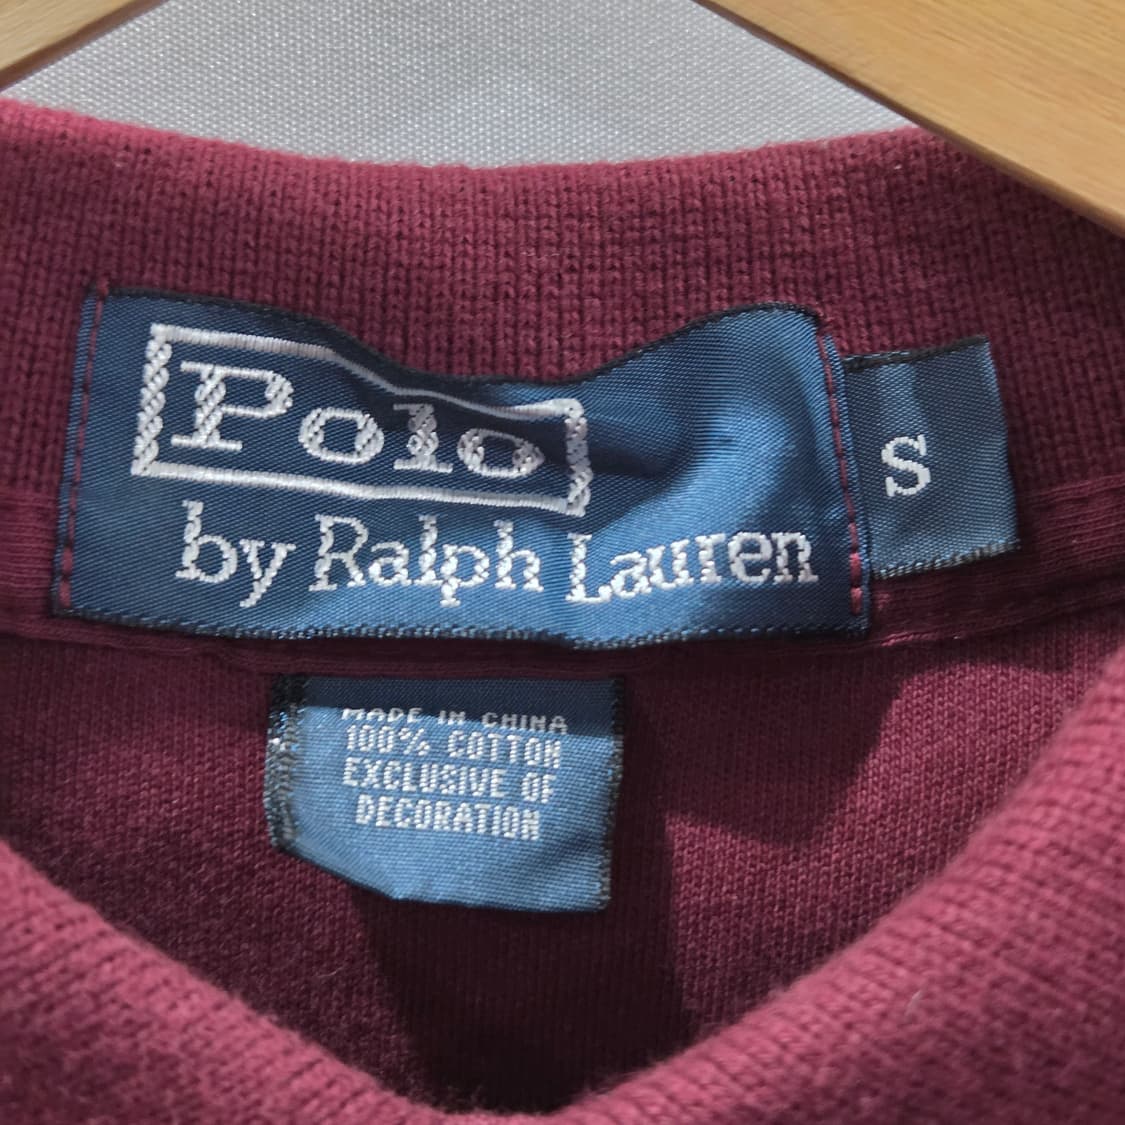 Polo
by Ralph Lauren
S
MADE IN CHINA
100% COTTON
EXCLUSIVE OF
DECORATION